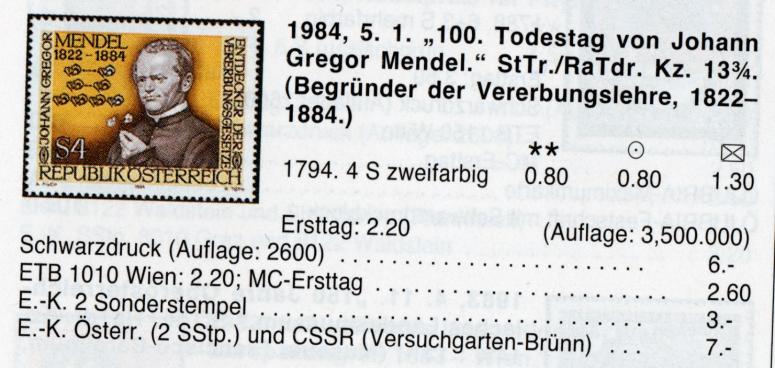 JOHANN GREGOR
MENDEL
1822 - 1884
ENTDECKER DER
VERERBUNGSGESETZE
S4
REPUBLIK ÖSTERREICH
1984, 5. 1. „100. Todestag von Johann
Gregor Mendel.“ StTr./RaTdr. Kz. 13¾.
(Begründer der Vererbungslehre, 1822–
1884.)
** ⊙ ✉
1794. 4 S zweifarbig 0.80 0.80 1.30
Ersttag: 2.20 (Auflage: 3,500.000)
Schwarzdruck (Auflage: 2600) . . . . . . . . . . . . . . . . . . . . . . . . 6.-
ETB 1010 Wien: 2.20; MC-Ersttag . . . . . . . . . . . . . . . . . . . . 2.60
E.-K. 2 Sonderstempel . . . . . . . . . . . . . . . . . . . . . . . . . . . . . 3.-
E.-K. Österr. (2 SStp.) und CSSR (Versuchgarten-Brünn) . . . . 7.-